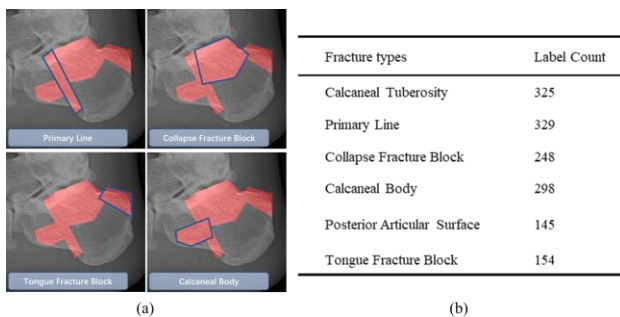 Primary Line
Collapse Fracture Block
Tongue Fracture Block
Calcaneal Body
(a)
Fracture types Label Count
Calcaneal Tuberosity 325
Primary Line 329
Collapse Fracture Block 248
Calcaneal Body 298
Posterior Articular Surface 145
Tongue Fracture Block 154
(b)